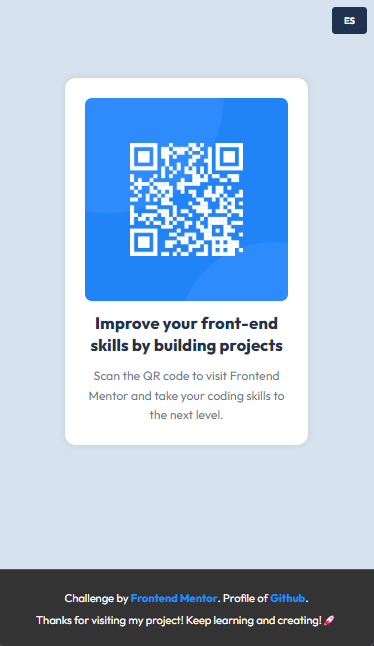 ES
Improve your front-end
skills by building projects
Scan the QR code to visit Frontend
Mentor and take your coding skills to
the next level.
Challenge by Frontend Mentor. Profile of Github.
Thanks for visiting my project! Keep learning and creating! 🚀